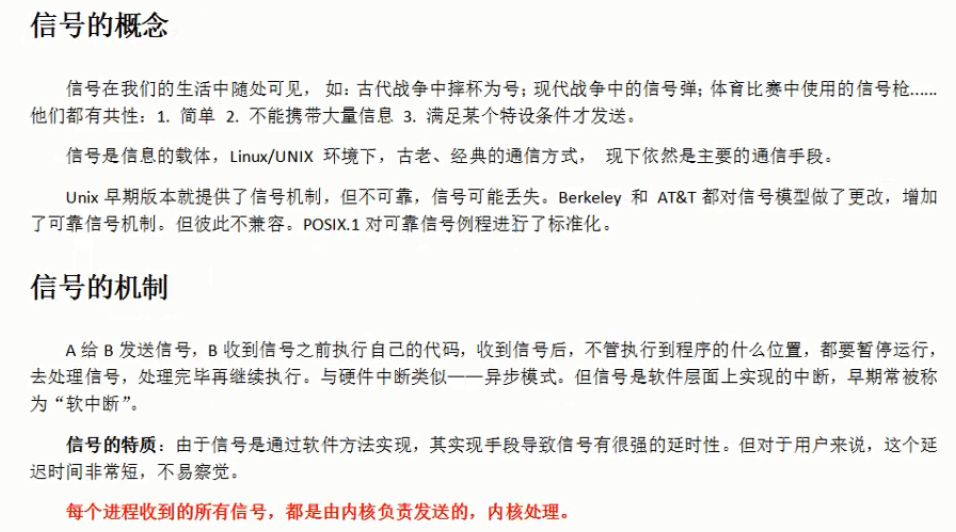 信号的概念
信号在我们的生活中随处可见， 如：古代战争中摔杯为号；现代战争中的信号弹；体育比赛中使用的信号枪......
他们都有共性：1. 简单 2. 不能携带大量信息 3. 满足某个特设条件才发送。
信号是信息的载体，Linux/UNIX 环境下，古老、经典的通信方式， 现下依然是主要的通信手段。
Unix 早期版本就提供了信号机制，但不可靠，信号可能丢失。Berkeley 和 AT&T 都对信号模型做了更改，增加
了可靠信号机制。但彼此不兼容。POSIX.1 对可靠信号例程进行了标准化。
信号的机制
A 给 B 发送信号，B 收到信号之前执行自己的代码，收到信号后，不管执行到程序的什么位置，都要暂停运行，
去处理信号，处理完毕再继续执行。与硬件中断类似——异步模式。但信号是软件层面上实现的中断，早期常被称
为“软中断”。
信号的特质：由于信号是通过软件方法实现，其实现手段导致信号有很强的延时性。但对于用户来说，这个延
迟时间非常短，不易察觉。
每个进程收到的所有信号，都是由内核负责发送的，内核处理。